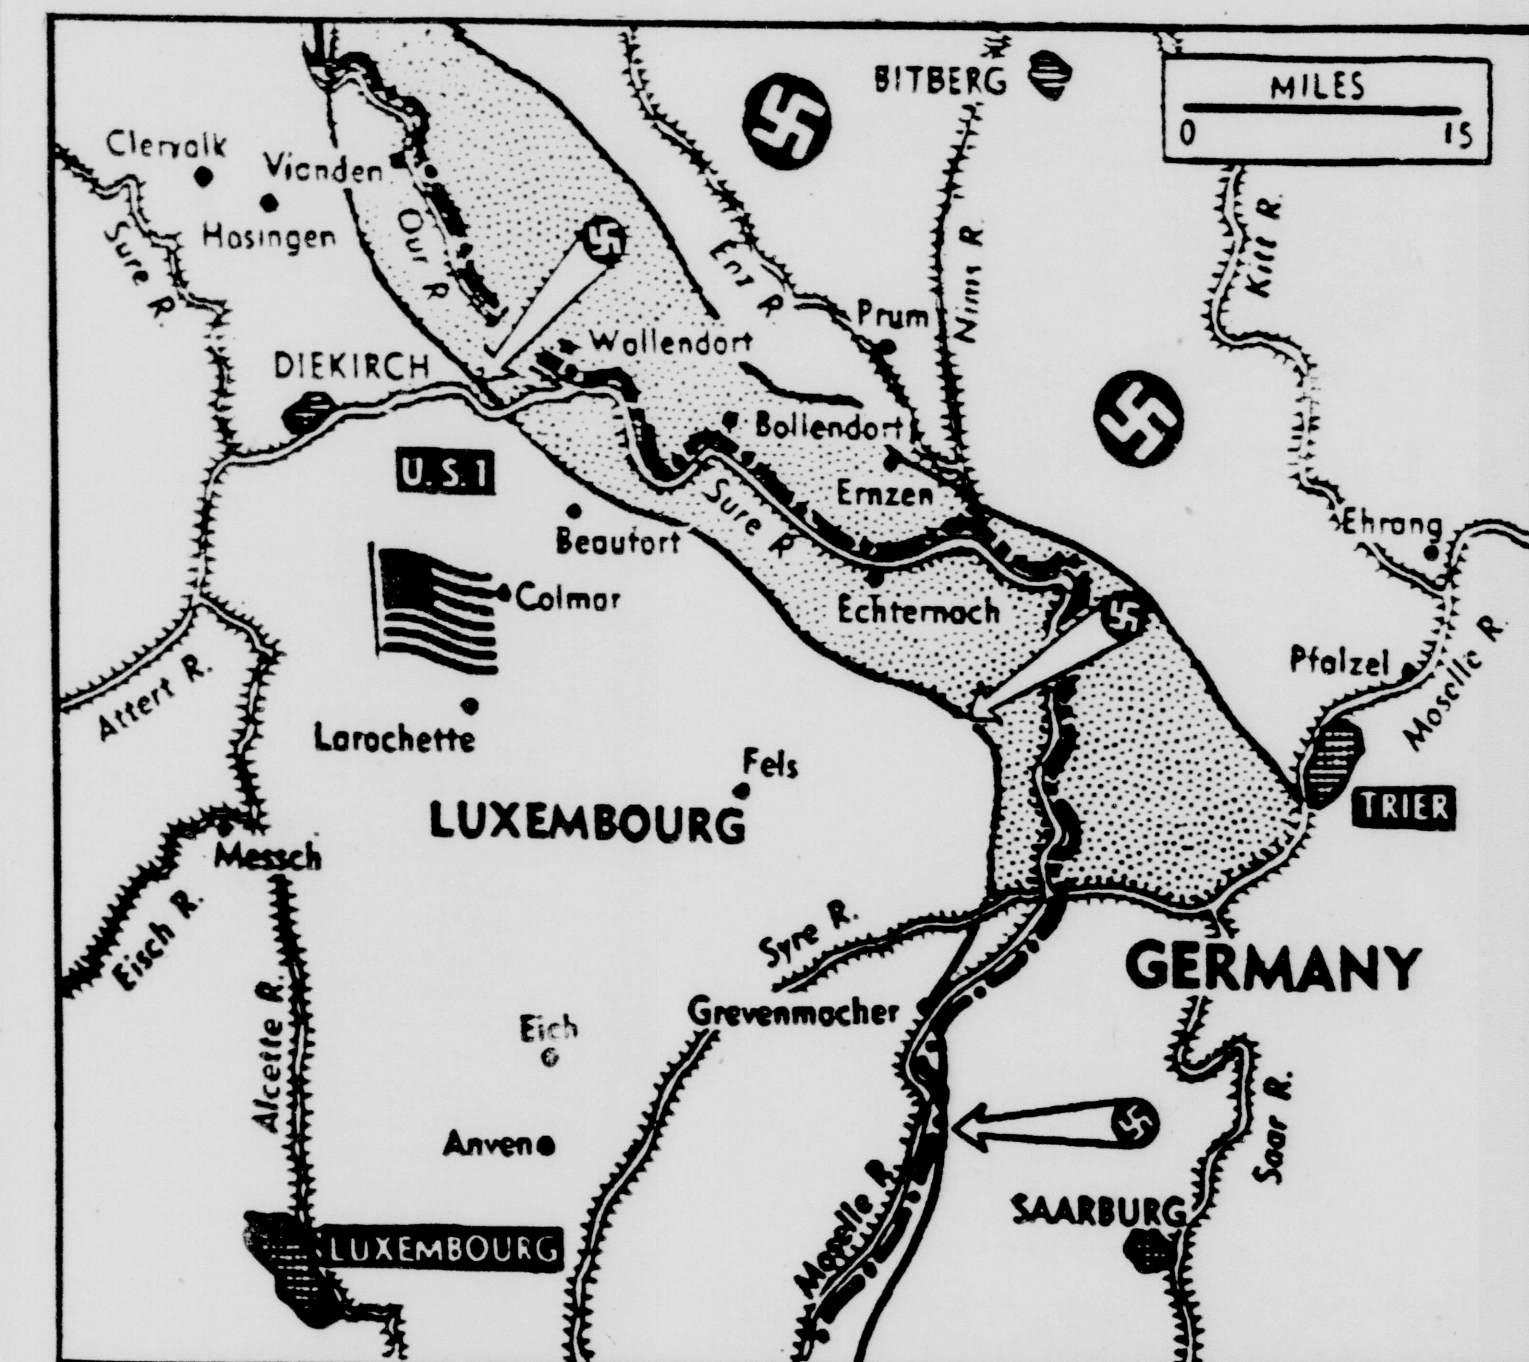 BITBERG
MILES
0 15
Clervalk
Vianden
Hosingen
Sure R.
Our R
Enz R.
Nims R.
Kill R.
Prum
Wallendort
DIEKIRCH
Bollendort
U.S.1
Ernzen
Sure R
Ehrang
Beaufort
Colmar
Echternach
Pfalzel
Moselle R.
Attert R.
Larochette
Fels
TRIER
LUXEMBOURG
Messch
Eisch R.
Syre R.
GERMANY
Alcette R.
Grevenmacher
Eich
Saar R.
Anven
Moselle R.
SAARBURG
LUXEMBOURG